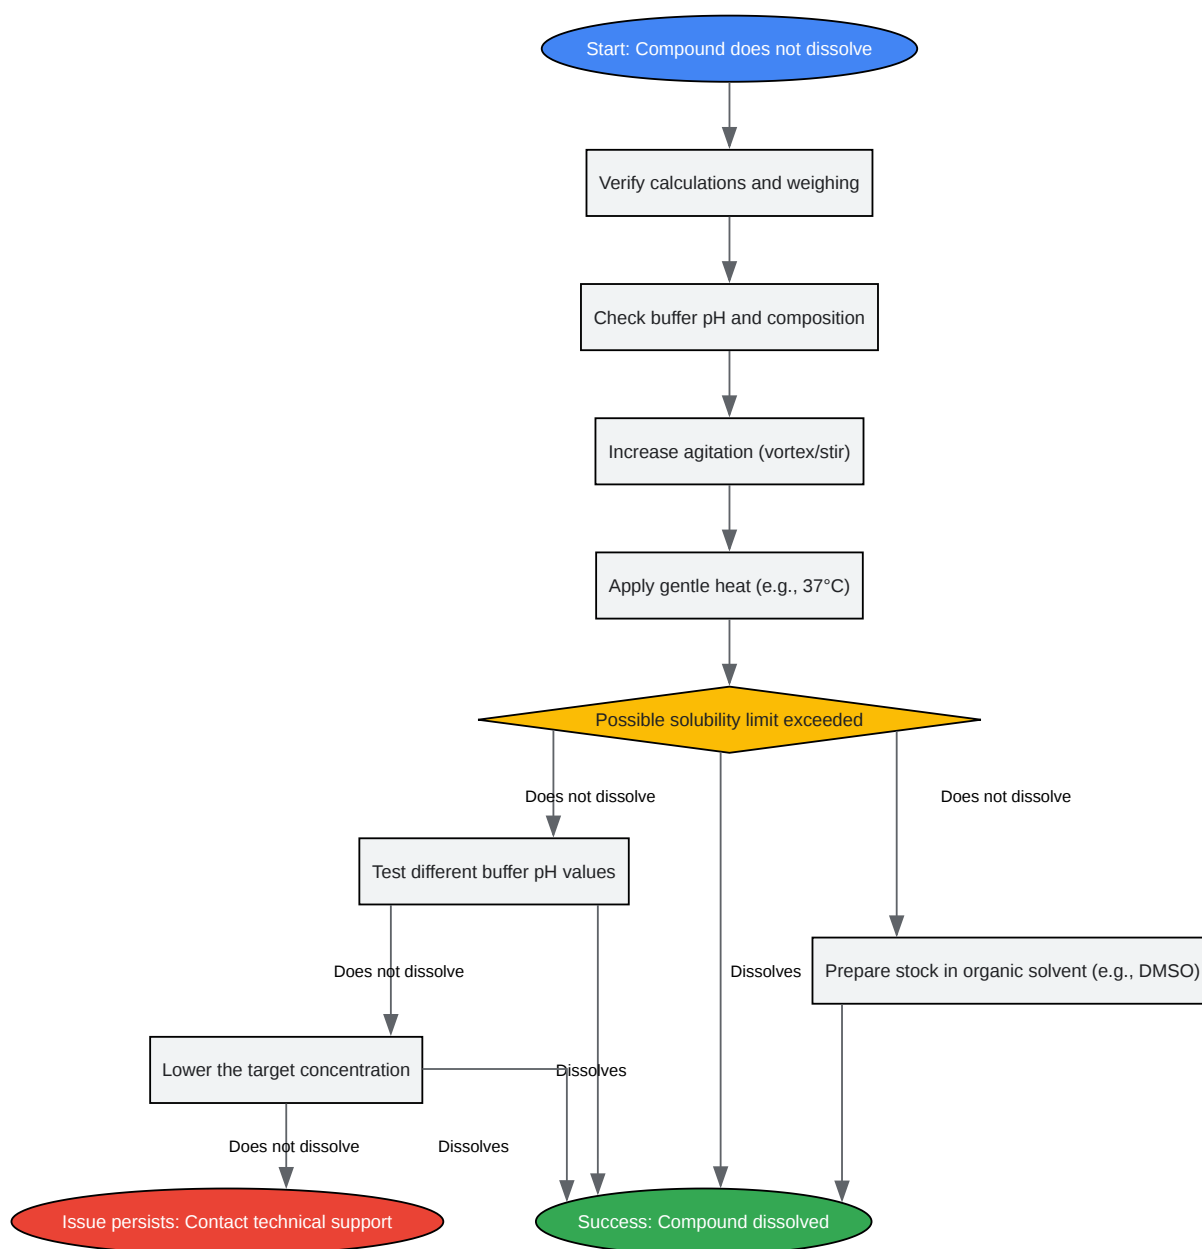 Start: Compound does not dissolve
Verify calculations and weighing
Check buffer pH and composition
Increase agitation (vortex/stir)
Apply gentle heat (e.g., 37°C)
Possible solubility limit exceeded
Does not dissolve
Does not dissolve
Test different buffer pH values
Does not dissolve
Dissolves
Prepare stock in organic solvent (e.g., DMSO)
Lower the target concentration
Dissolves
Does not dissolve
Dissolves
Issue persists: Contact technical support
Success: Compound dissolved